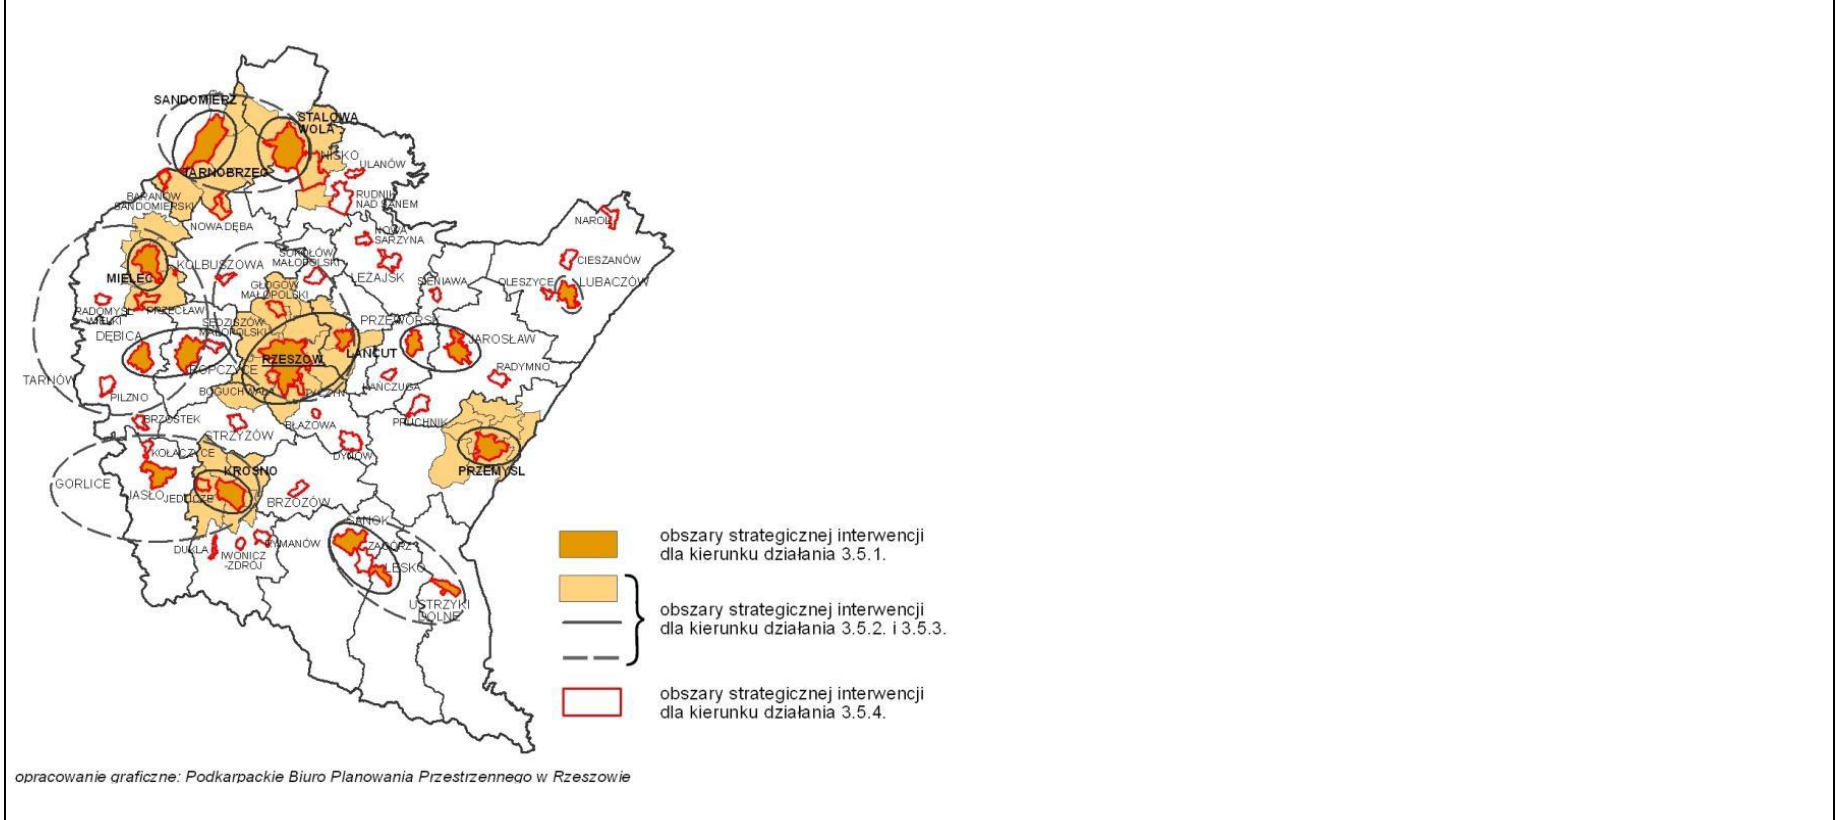 SANDOMIERZ
STALOWA
WOLA
NISKO
ULANÓW
TARNOBRZEG
RUDNIK
NAD SANEM
BARANÓW
SANDOMIERSKI
NOWA DĘBA
NAROL
NOWA
SARZYNA
SOKOŁÓW
MAŁOPOLSKI
CIESZANÓW
KOLBUSZOWA
MIELEC
LEŻAJSK
SIENIAWA
OLESZYCE
LUBACZÓW
GŁOGÓW
MAŁOPOLSKI
RADOMYŚL
WIELKI
PRZECŁAW
SĘDZISZÓW
MAŁOPOLSKI
PRZEWORSK
DĘBICA
JAROSŁAW
RZESZÓW
ŁAŃCUT
ROPCZYCE
RADYMNO
TARNÓW
KAŃCZUGA
PILZNO
BOGUCHWAŁA
TYCZYN
BRZOSTEK
BŁAŻOWA
PRUCHNIK
STRZYŻÓW
KOŁACZYCE
DYNÓW
KROSNO
PRZEMYŚL
GORLICE
JASŁO
JEDLICZE
BRZOZÓW
SANOK
DUKLA
IWONICZ
-ZDRÓJ
RYMANÓW
ZAGÓRZ
LESKO
USTRZYKI
DOLNE
obszary strategicznej interwencji
dla kierunku działania 3.5.1.
obszary strategicznej interwencji
dla kierunku działania 3.5.2. i 3.5.3.
obszary strategicznej interwencji
dla kierunku działania 3.5.4.
opracowanie graficzne: Podkarpackie Biuro Planowania Przestrzennego w Rzeszowie